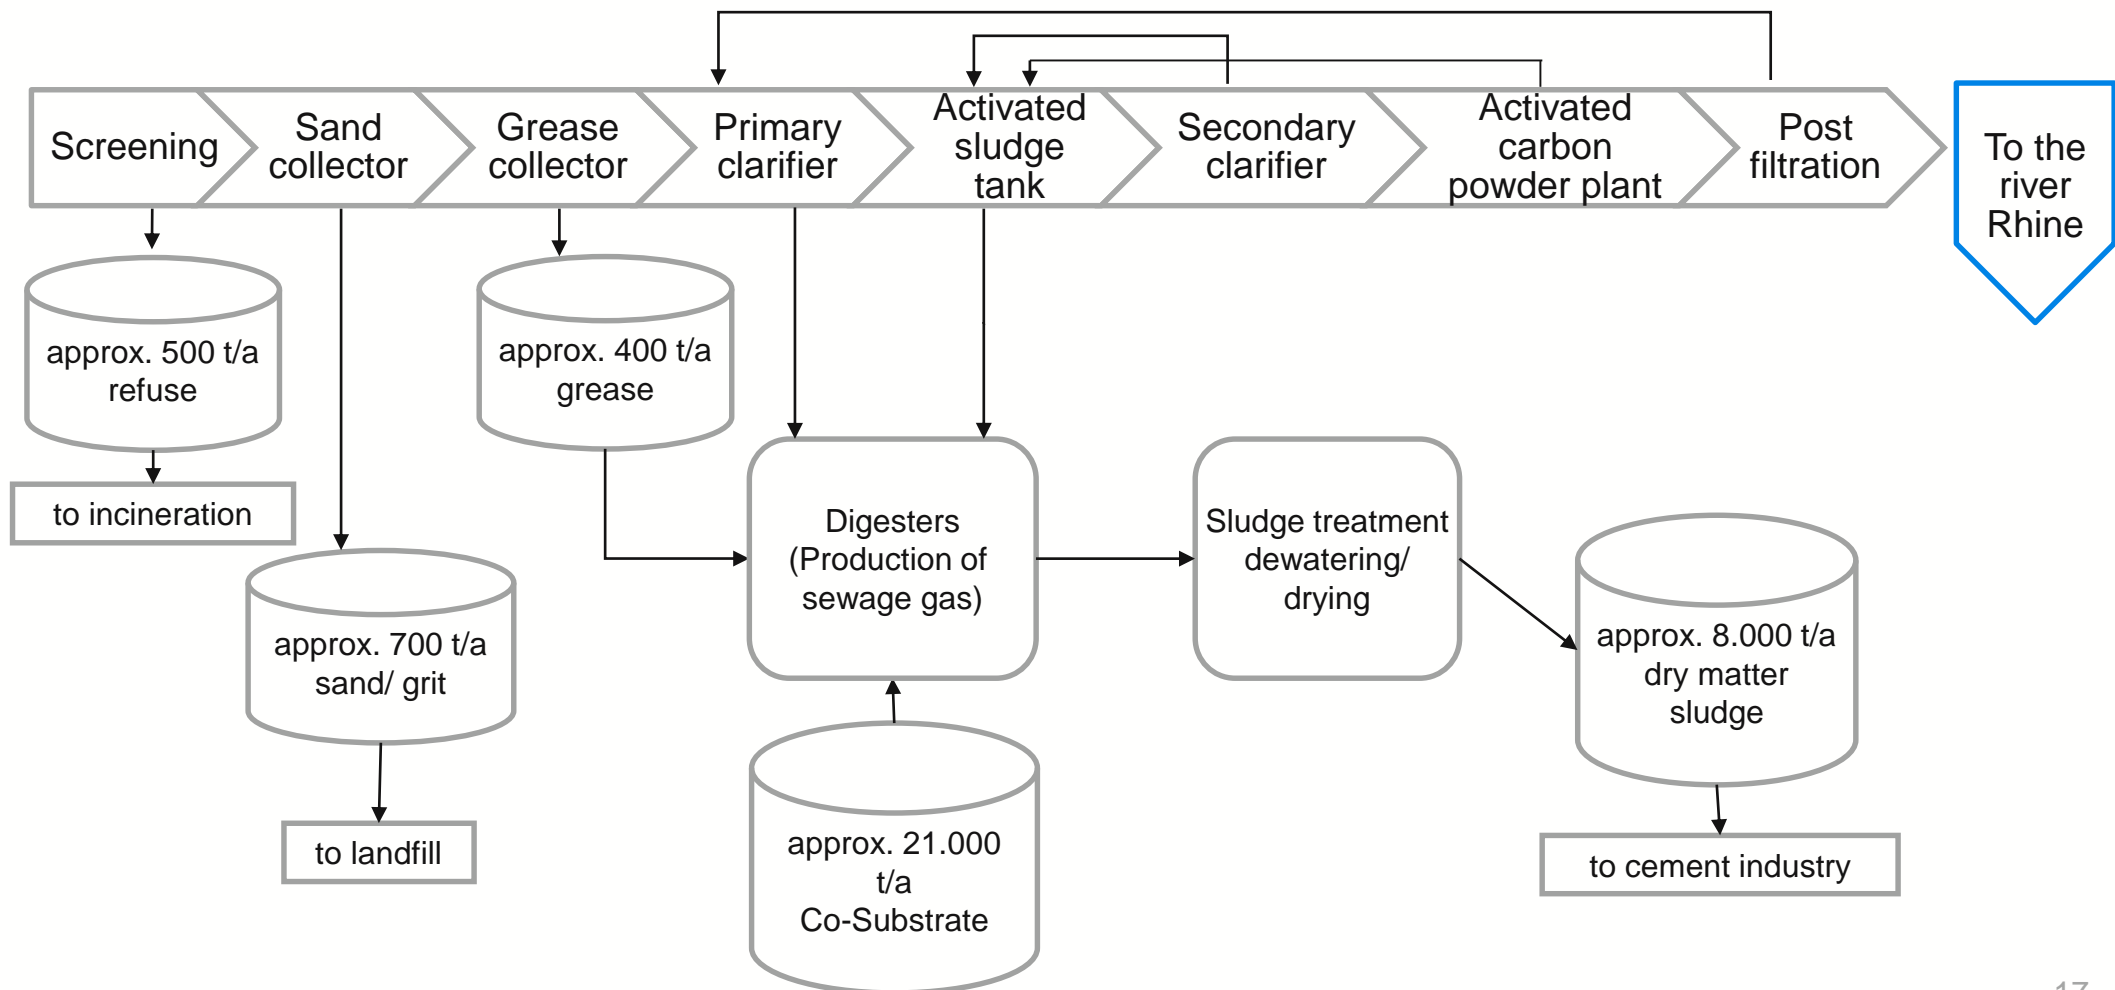 Screening
Sand
collector
Grease
collector
Primary
clarifier
Activated
sludge
tank
Secondary
clarifier
Activated
carbon
powder plant
Post
filtration
To the
river
Rhine
approx. 500 t/a
refuse
approx. 400 t/a
grease
to incineration
Digesters
(Production of
sewage gas)
Sludge treatment
dewatering/
drying
approx. 700 t/a
sand/ grit
approx. 8.000 t/a
dry matter
sludge
to landfill
approx. 21.000
t/a
Co-Substrate
to cement industry
17